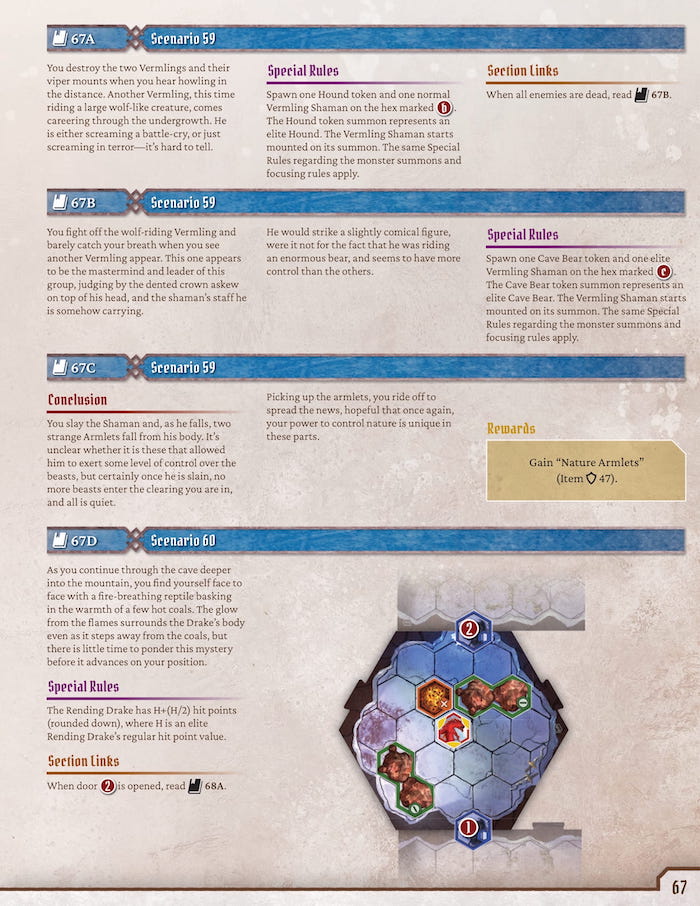 67A
Scenario 59
You destroy the two Vermlings and their
viper mounts when you hear howling in
the distance. Another Vermling, this time
riding a large wolf-like creature, comes
careering through the undergrowth. He
is either screaming a battle-cry, or just
screaming in terror—it's hard to tell.
Special Rules
Spawn one Hound token and one normal
Vermling Shaman on the hex marked b.
The Hound token summon represents an
elite Hound. The Vermling Shaman starts
mounted on its summon. The same Special
Rules regarding the monster summons and
focusing rules apply.
Section Links
When all enemies are dead, read 67B.
67B
Scenario 59
You fight off the wolf-riding Vermling and
barely catch your breath when you see
another Vermling appear. This one appears
to be the mastermind and leader of this
group, judging by the dented crown askew
on top of his head, and the shaman's staff he
is somehow carrying.
He would strike a slightly comical figure,
were it not for the fact that he was riding
an enormous bear, and seems to have more
control than the others.
Special Rules
Spawn one Cave Bear token and one elite
Vermling Shaman on the hex marked c.
The Cave Bear token summon represents an
elite Cave Bear. The Vermling Shaman starts
mounted on its summon. The same Special
Rules regarding the monster summons and
focusing rules apply.
67C
Scenario 59
Conclusion
You slay the Shaman and, as he falls, two
strange Armlets fall from his body. It's
unclear whether it is these that allowed
him to exert some level of control over the
beasts, but certainly once he is slain, no
more beasts enter the clearing you are in,
and all is quiet.
Picking up the armlets, you ride off to
spread the news, hopeful that once again,
your power to control nature is unique in
these parts.
Rewards
Gain “Nature Armlets”
(Item 47).
67D
Scenario 60
As you continue through the cave deeper
into the mountain, you find yourself face to
face with a fire-breathing reptile basking
in the warmth of a few hot coals. The glow
from the flames surrounds the Drake's body
even as it steps away from the coals, but
there is little time to ponder this mystery
before it advances on your position.
Special Rules
The Rending Drake has H+(H/2) hit points
(rounded down), where H is an elite
Rending Drake's regular hit point value.
Section Links
When door 2 is opened, read 68A.
2
1
67